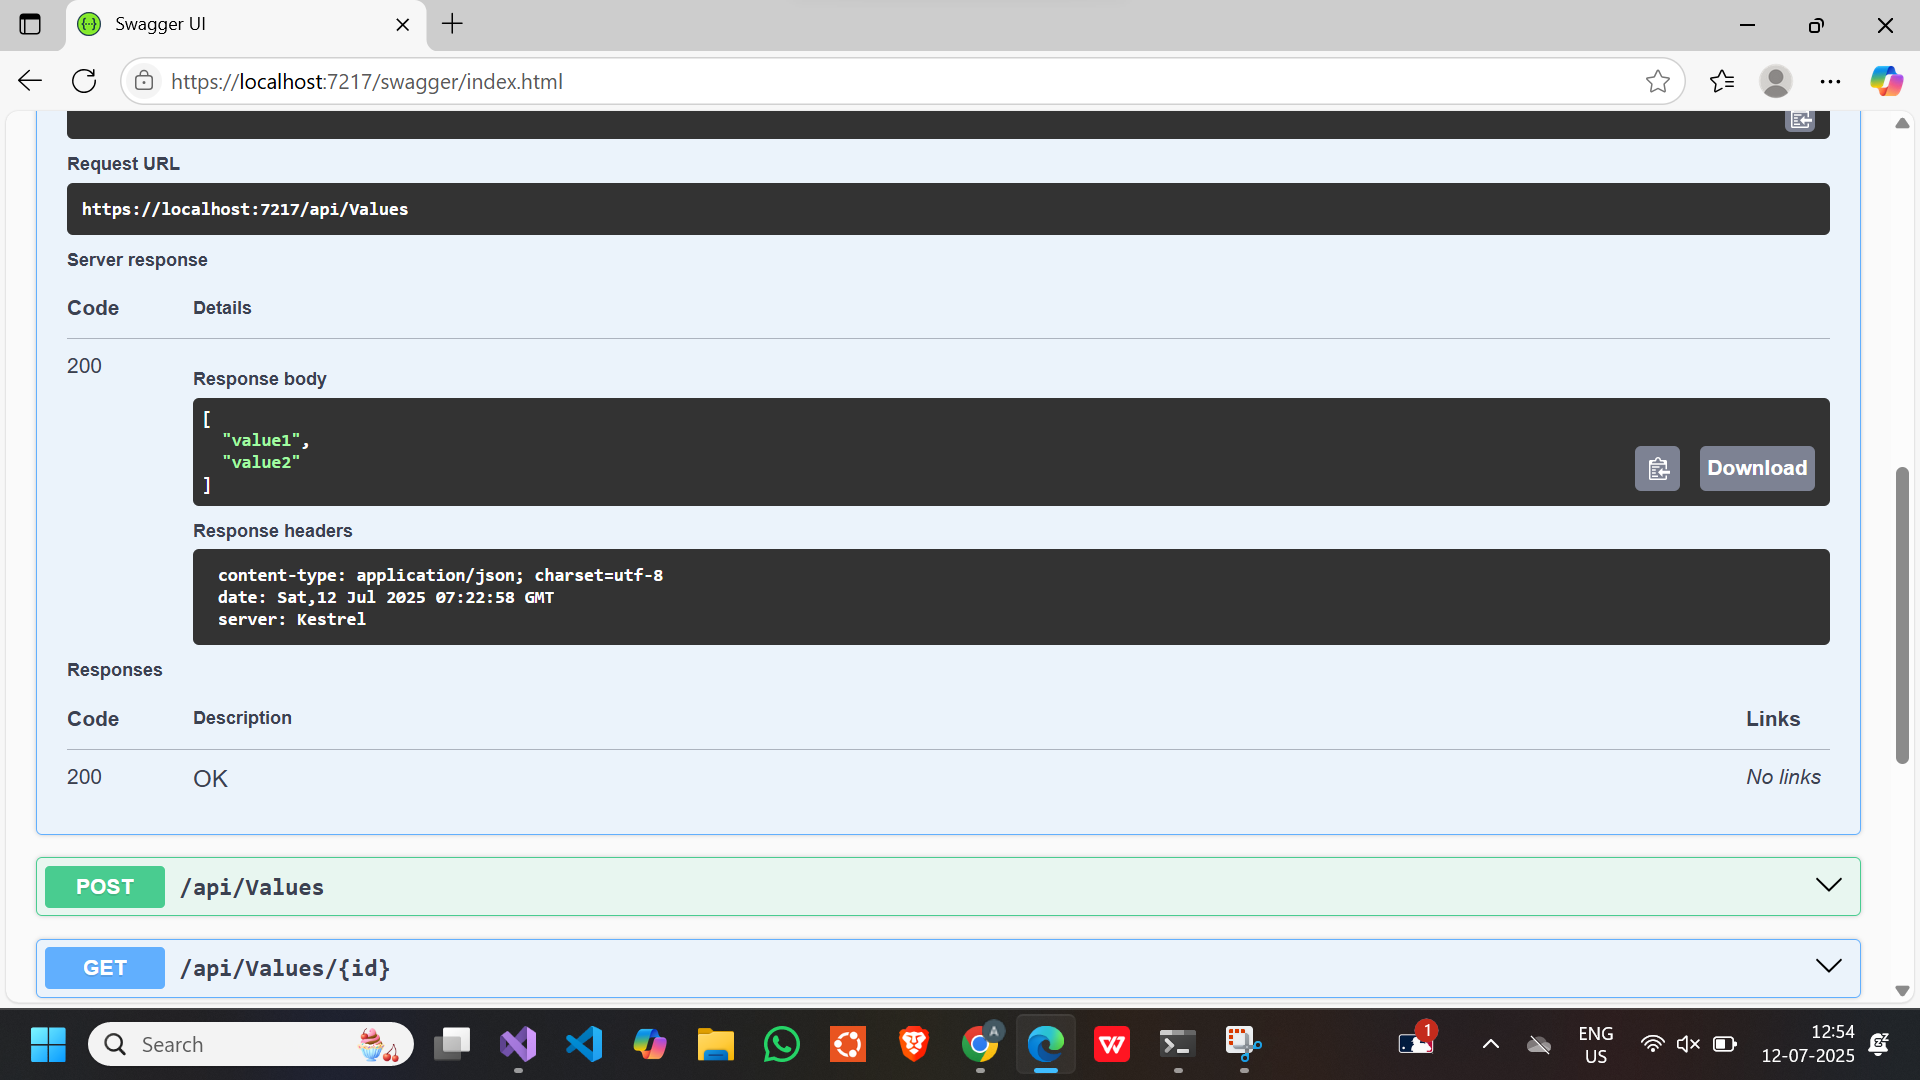 Swagger UI
https://localhost:7217/swagger/index.html
Request URL
https://localhost:7217/api/Values
Server response
Code Details
200
Response body
[
"value1",
"value2"
]
Download
Response headers
content-type: application/json; charset=utf-8
date: Sat,12 Jul 2025 07:22:58 GMT
server: Kestrel
Responses
Code Description Links
200 OK No links
POST /api/Values
GET /api/Values/{id}
Search
A
1
ENG
US
12:54
12-07-2025